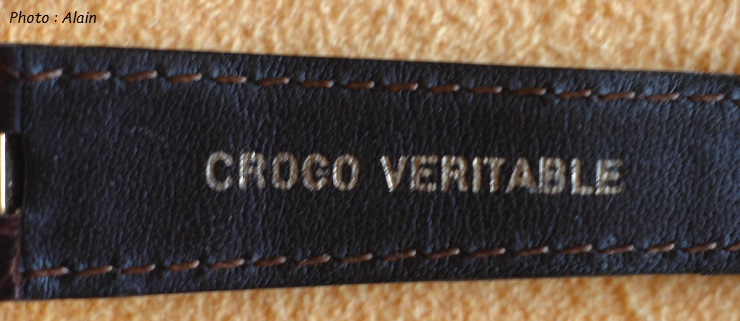 Photo : Alain
CROCO VERITABLE